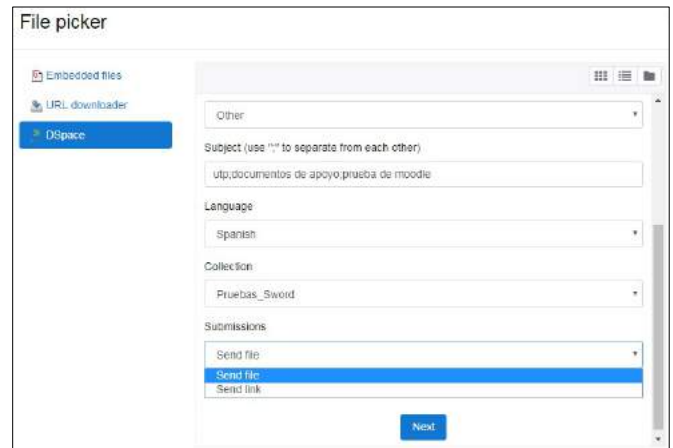 File picker
Embedded files
URL downloader
DSpace
Other
Subject (use ";" to separate from each other)
utp;documentos de apoyo;prueba de moodle
Language
Spanish
Collection
Pruebas_Sword
Submissions
Send file
Send file
Send link
Next